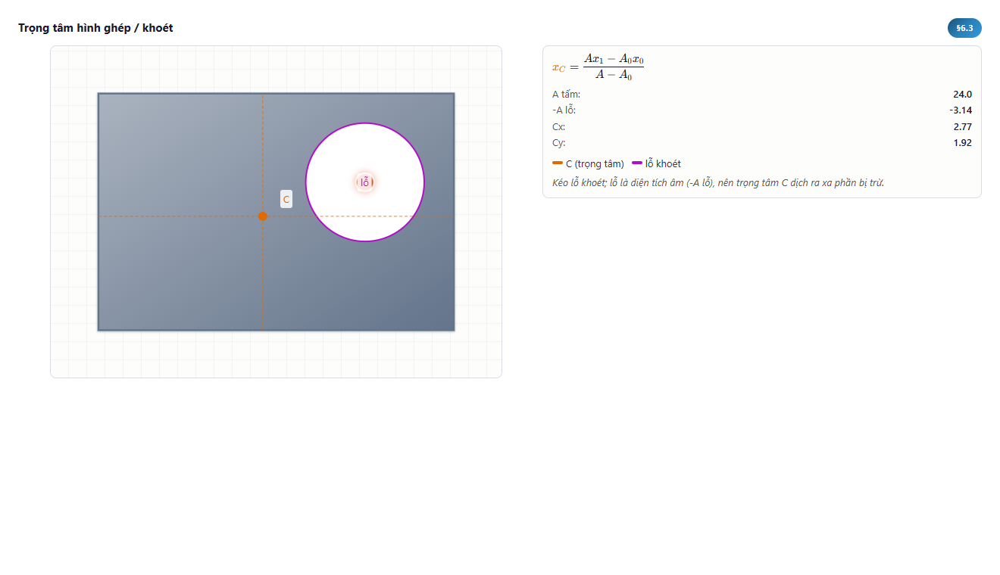 Trọng tâm hình ghép / khoét
§6.3
C
lỗ
x_C = (Ax_1 − A_0x_0) / (A − A_0)
A tấm: 24.0
-A lỗ: -3.14
Cx: 2.77
Cy: 1.92
C (trọng tâm) lỗ khoét
Kéo lỗ khoét; lỗ là diện tích âm (-A lỗ), nên trọng tâm C dịch ra xa phần bị trừ.